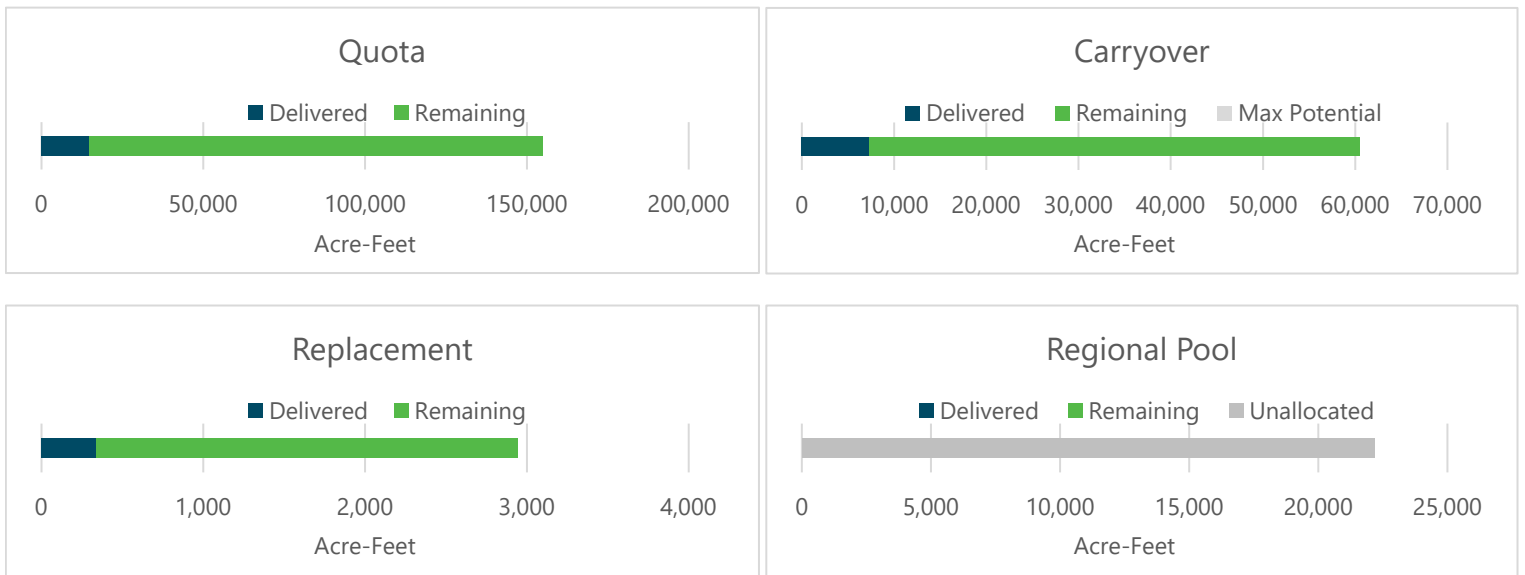 Quota
Delivered Remaining
0 50,000 100,000 150,000 200,000
Acre-Feet
Carryover
Delivered Remaining Max Potential
0 10,000 20,000 30,000 40,000 50,000 60,000 70,000
Acre-Feet
Replacement
Delivered Remaining
0 1,000 2,000 3,000 4,000
Acre-Feet
Regional Pool
Delivered Remaining Unallocated
0 5,000 10,000 15,000 20,000 25,000
Acre-Feet